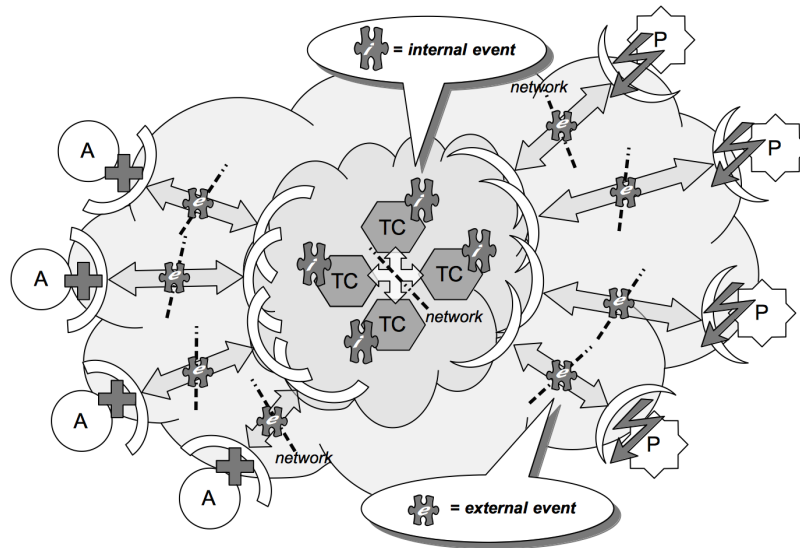 i = internal event
network
P
A
e
P
e
e
i
TC
i
i
A
e
TC
TC
e
P
network
TC
i
A
e
e
P
A
e
network
A
e = external event